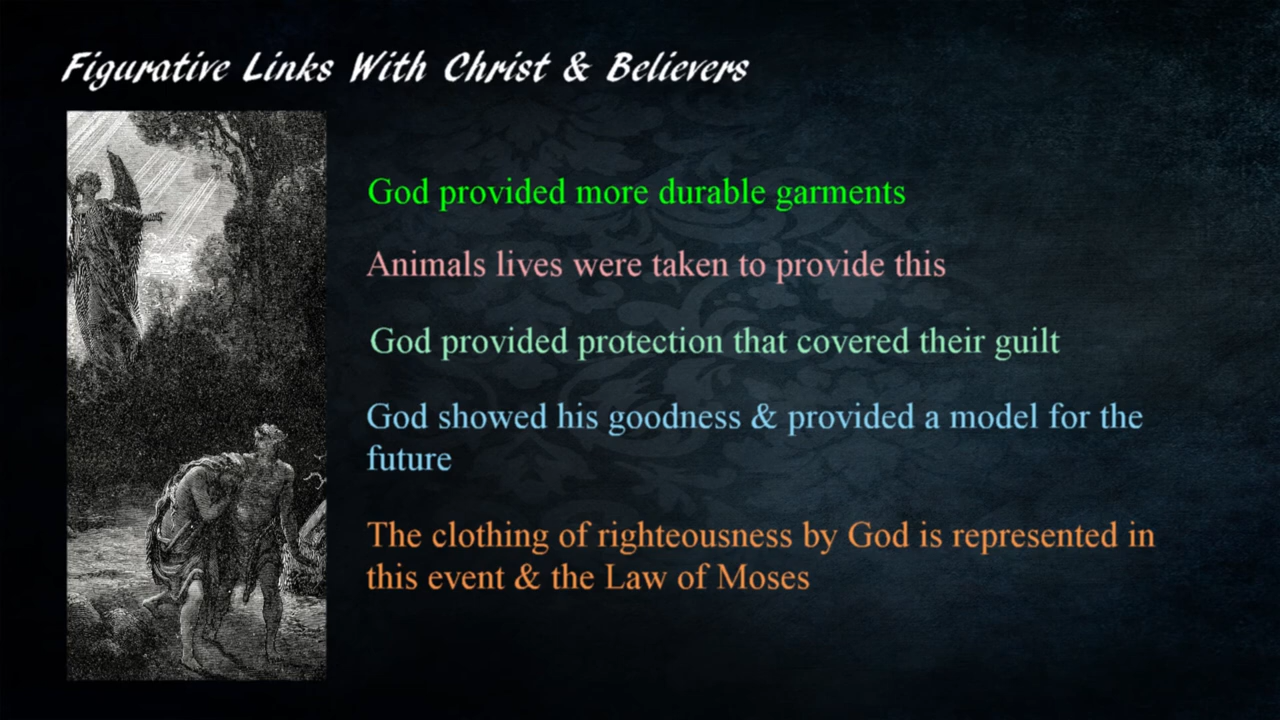 Figurative Links With Christ & Believers
God provided more durable garments
Animals lives were taken to provide this
God provided protection that covered their guilt
God showed his goodness & provided a model for the
future
The clothing of righteousness by God is represented in
this event & the Law of Moses